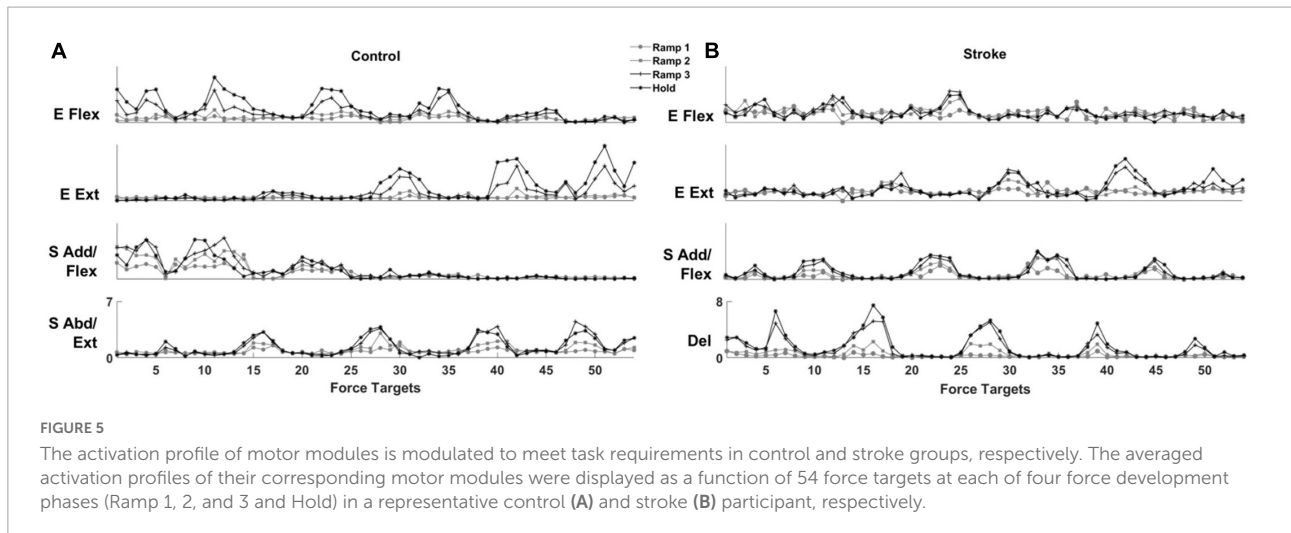 A
Control
Ramp 1
Ramp 2
Ramp 3
Hold
E Flex
E Ext
S Add/
Flex
S Abd/
Ext
7
0
5 10 15 20 25 30 35 40 45 50
Force Targets
B
Stroke
E Flex
E Ext
S Add/
Flex
Del
8
0
5 10 15 20 25 30 35 40 45 50
Force Targets
FIGURE 5
The activation profile of motor modules is modulated to meet task requirements in control and stroke groups, respectively. The averaged
activation profiles of their corresponding motor modules were displayed as a function of 54 force targets at each of four force development
phases (Ramp 1, 2, and 3 and Hold) in a representative control (A) and stroke (B) participant, respectively.